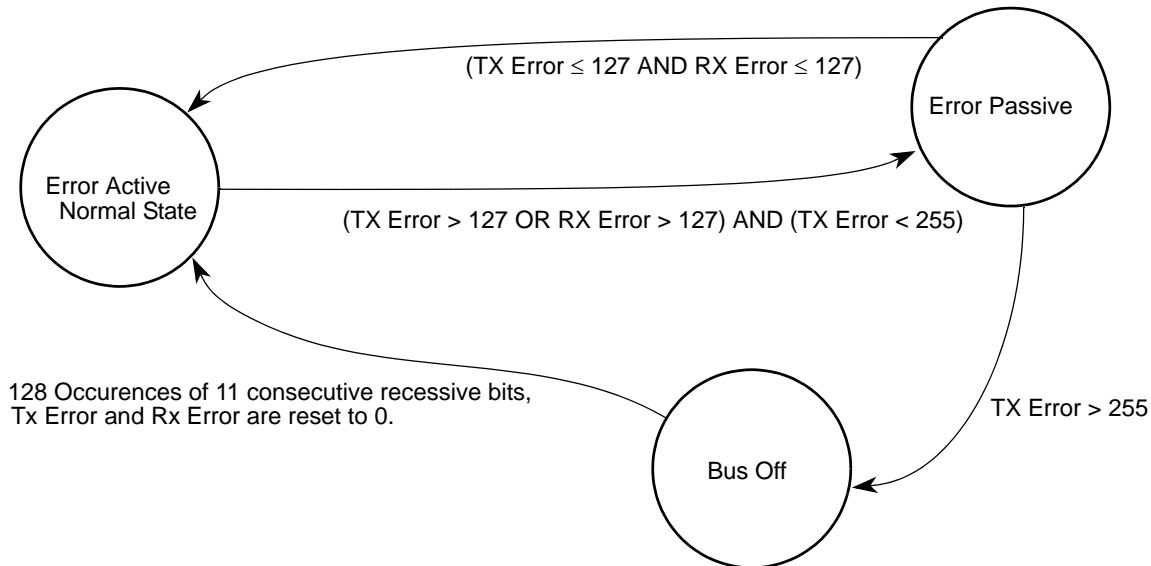 (TX Error ≤ 127 AND RX Error ≤ 127)
Error Passive
Error Active
Normal State
(TX Error > 127 OR RX Error > 127) AND (TX Error < 255)
128 Occurences of 11 consecutive recessive bits,
Tx Error and Rx Error are reset to 0.
TX Error > 255
Bus Off